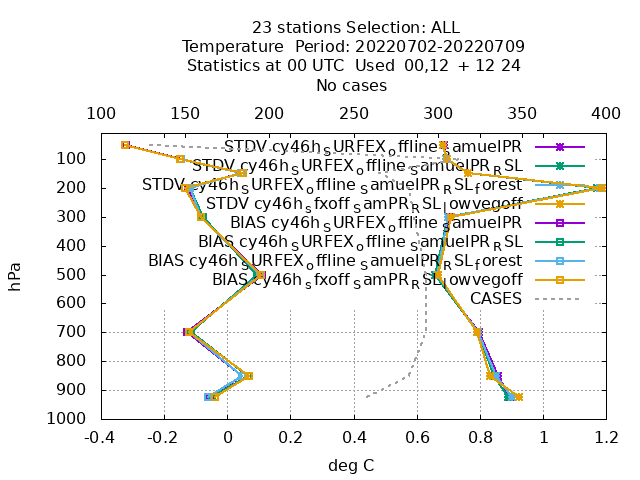 23 stations Selection: ALL
Temperature  Period: 20220702-20220709
Statistics at 00 UTC  Used  00,12  + 12 24
No cases
100 150 200 250 300 350 400
STDV cy46h_SURFEX_offline_SamuelPR
STDV cy46h_SURFEX_offline_SamuelPR_RSL
STDV cy46h_SURFEX_offline_SamuelPR_RSL_forest
STDV cy46h_sfxoff_SamPR_RSL_lowvegoff
BIAS cy46h_SURFEX_offline_SamuelPR
BIAS cy46h_SURFEX_offline_SamuelPR_RSL
BIAS cy46h_SURFEX_offline_SamuelPR_RSL_forest
BIAS cy46h_sfxoff_SamPR_RSL_lowvegoff
CASES
hPa
100
200
300
400
500
600
700
800
900
1000
-0.4 -0.2 0 0.2 0.4 0.6 0.8 1 1.2
deg C